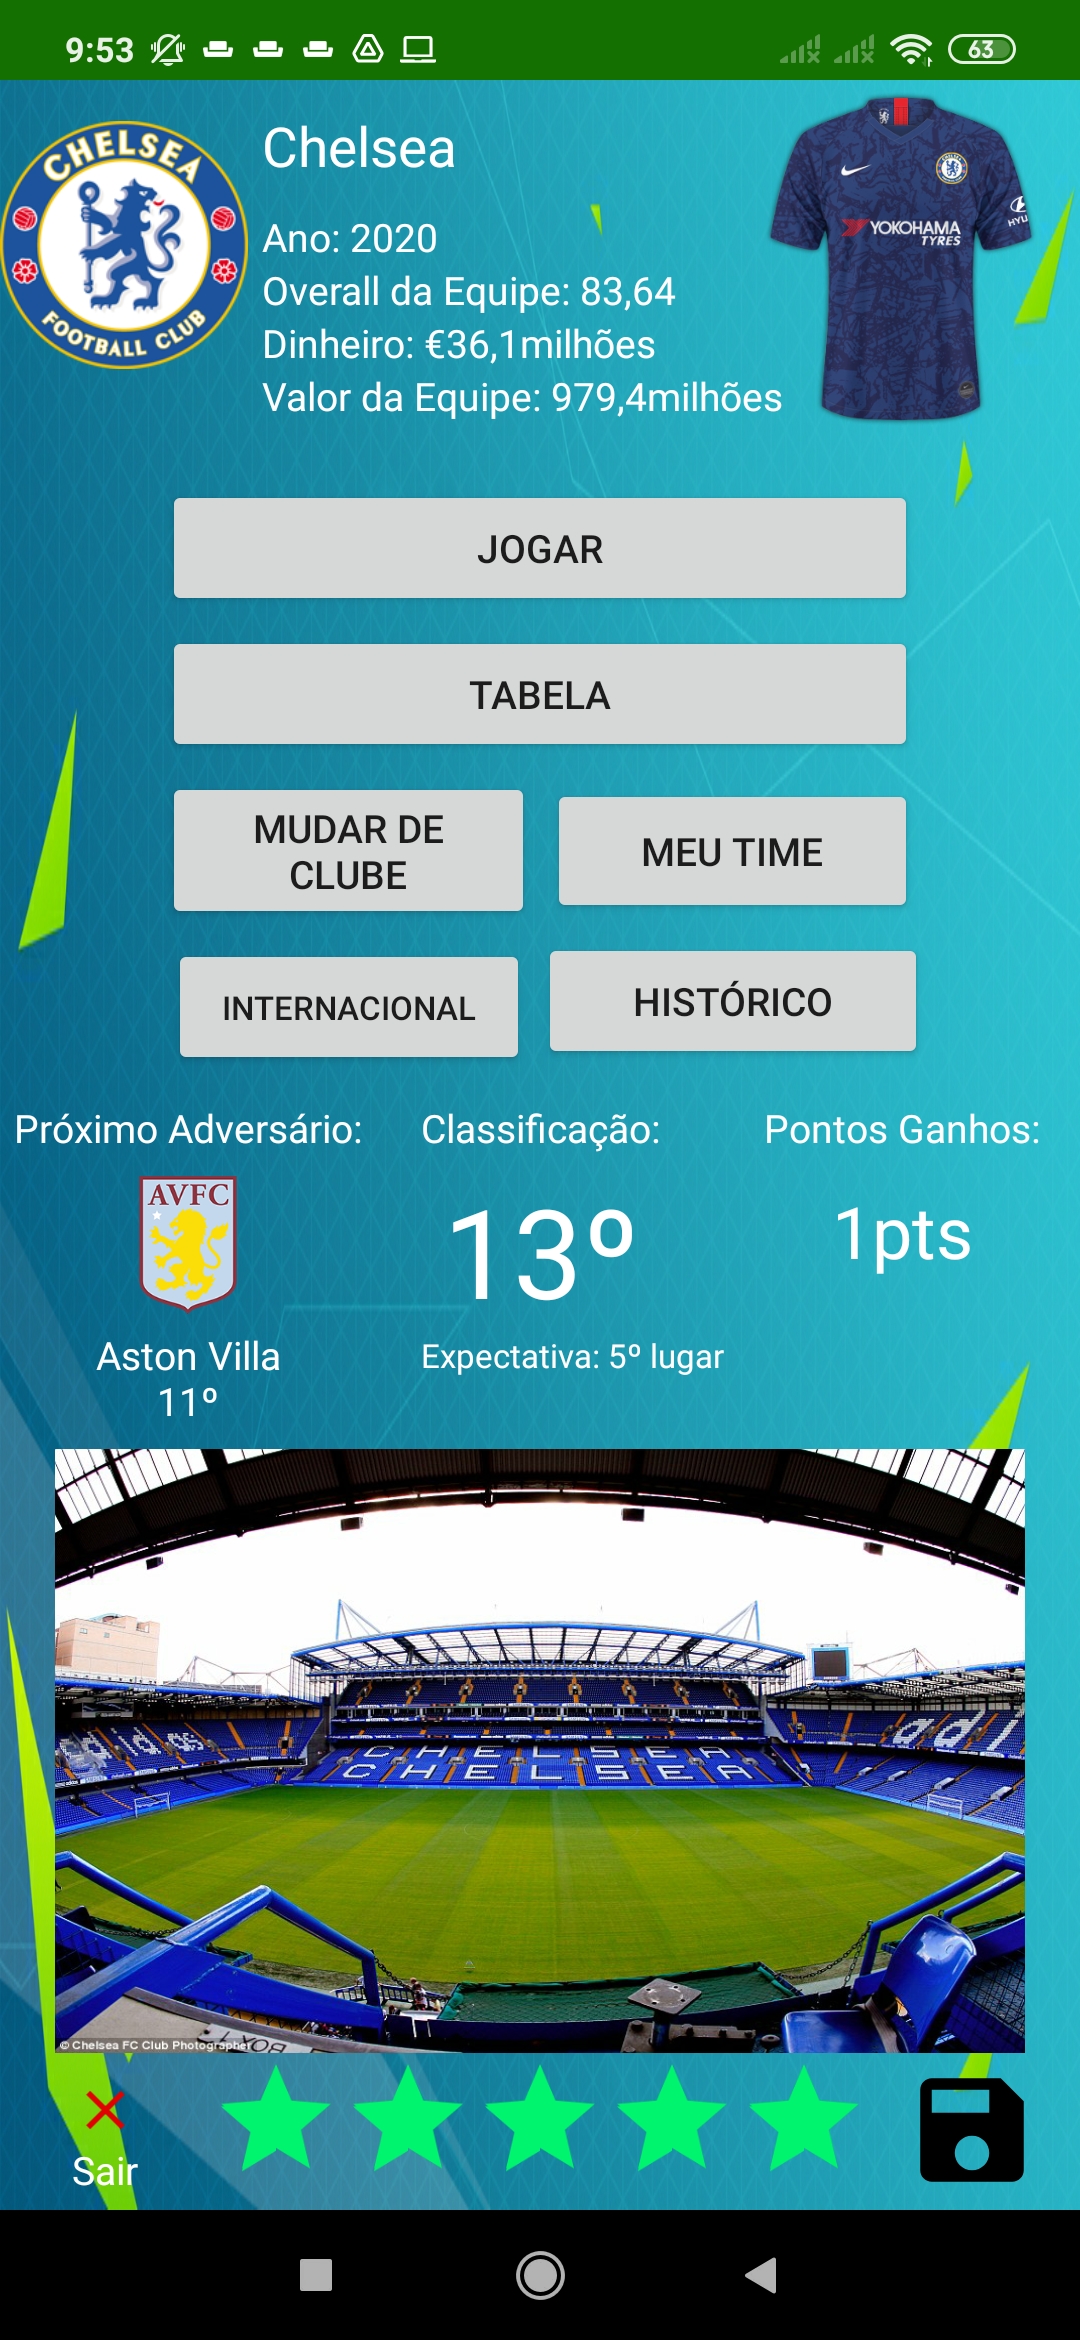 9:53
63
CHELSEA
FOOTBALL CLUB
Chelsea
Ano: 2020
Overall da Equipe: 83,64
Dinheiro: €36,1milhões
Valor da Equipe: 979,4milhões
YOKOHAMA
TYRES
JOGAR
TABELA
MUDAR DE
CLUBE
MEU TIME
INTERNACIONAL
HISTÓRICO
Próximo Adversário:
Classificação:
Pontos Ganhos:
AVFC
13º
1pts
Aston Villa
11º
Expectativa: 5º lugar
CHELSEA
CHELSEA
© Chelsea FC Club Photographer
Sair